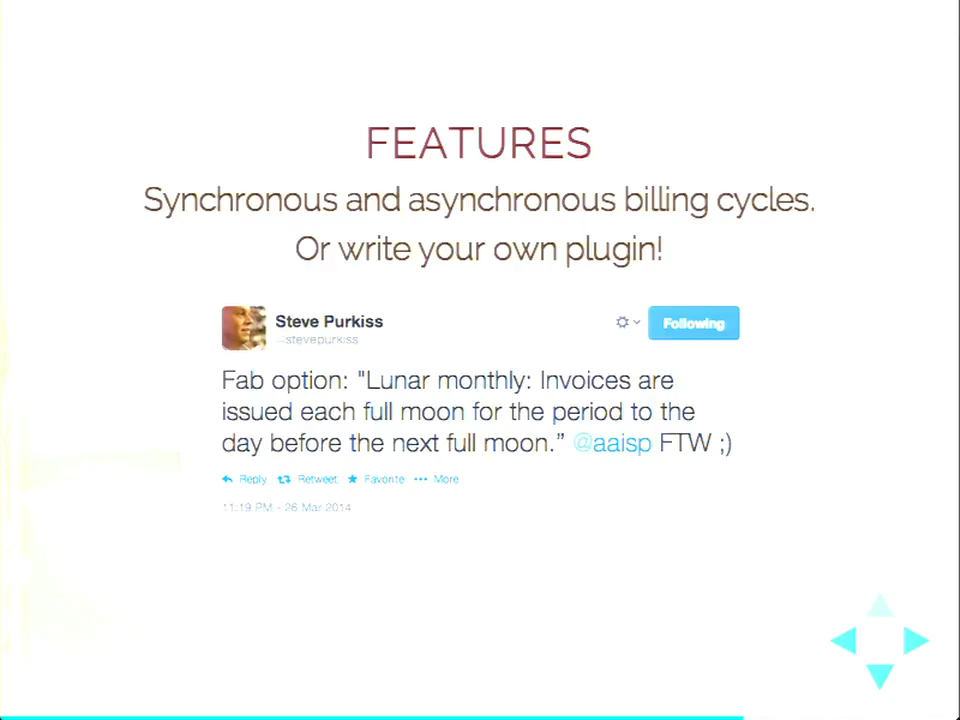 FEATURES
Synchronous and asynchronous billing cycles.
Or write your own plugin!
Steve Purkiss
@stevepurkiss
Following
Fab option: "Lunar monthly: Invoices are
issued each full moon for the period to the
day before the next full moon.” @aaisp FTW ;)
Reply Retweet Favorite More
11:19 PM - 26 Mar 2014